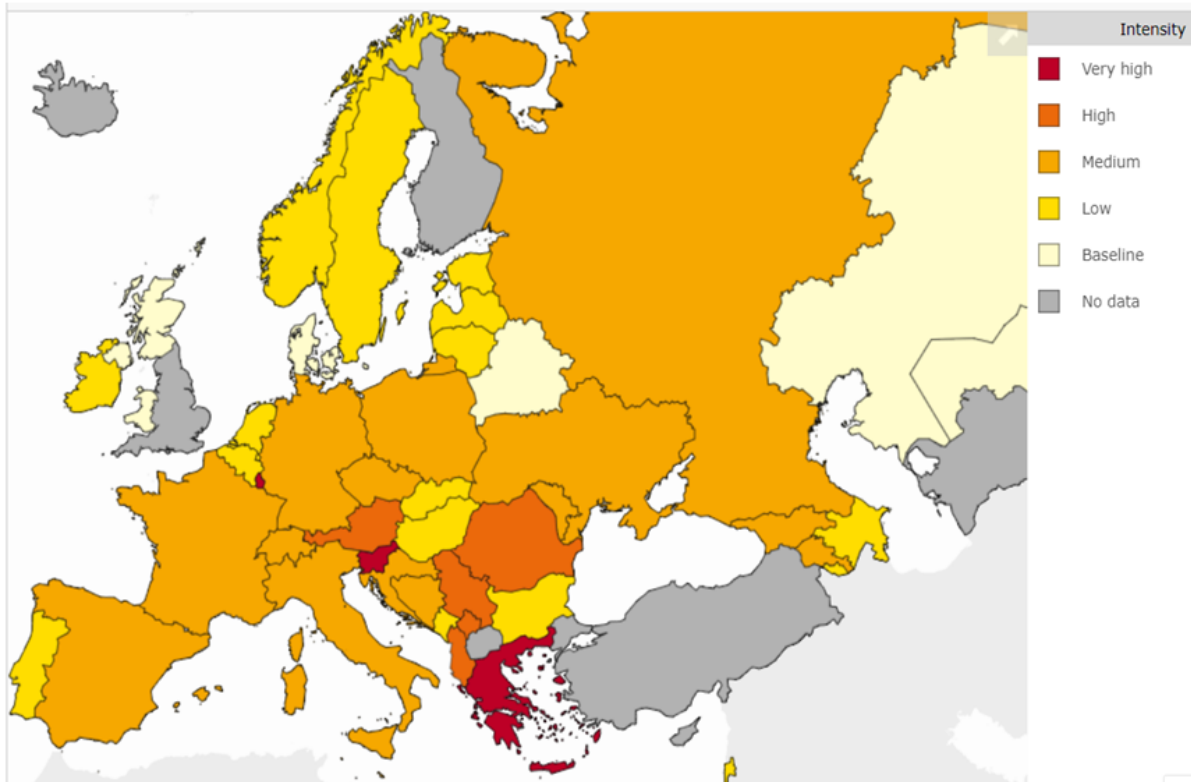 Intensity
Very high
High
Medium
Low
Baseline
No data